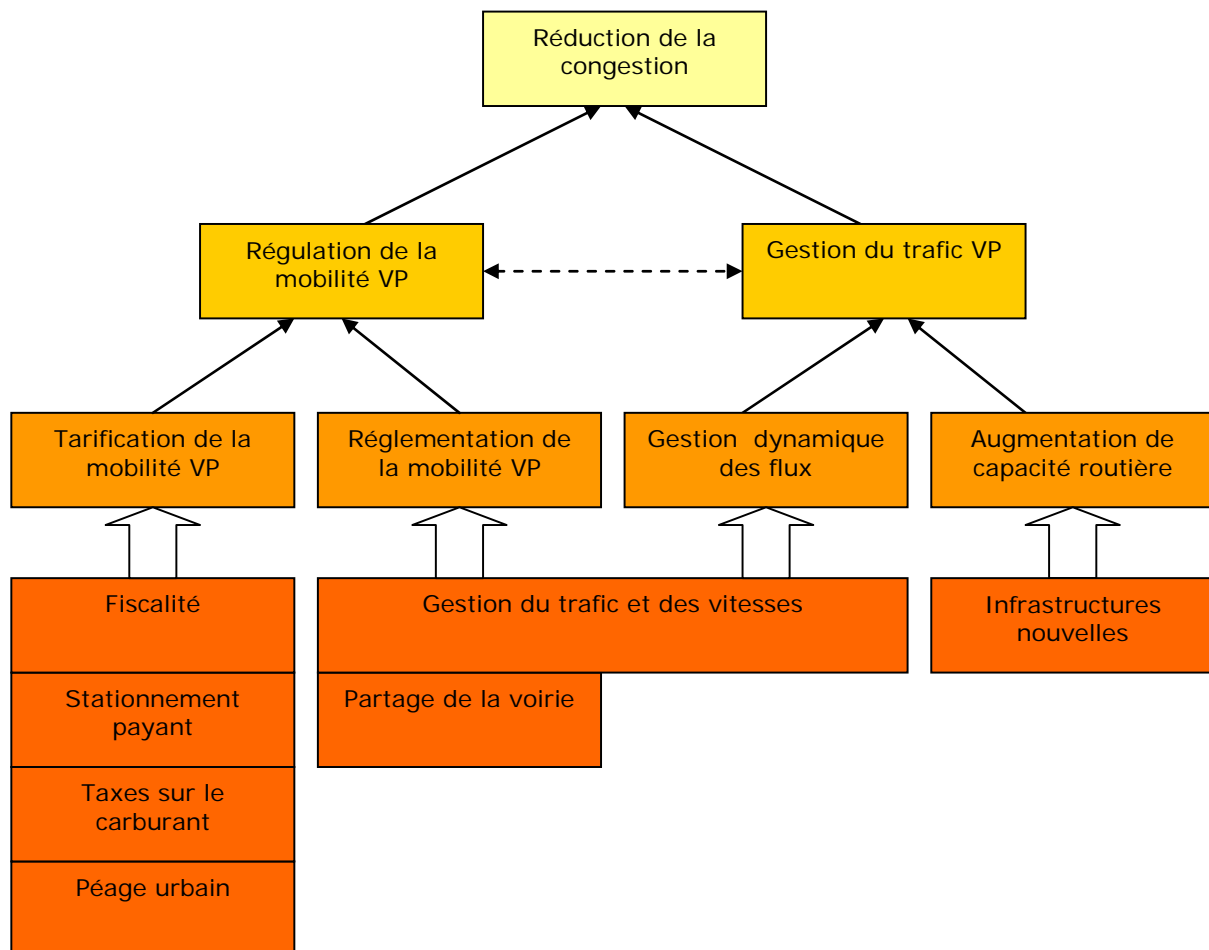 Réduction de la
congestion
Régulation de la
mobilité VP
Gestion du trafic VP
Tarification de la
mobilité VP
Réglementation de
la mobilité VP
Gestion dynamique
des flux
Augmentation de
capacité routière
Fiscalité
Gestion du trafic et des vitesses
Infrastructures
nouvelles
Stationnement
payant
Partage de la voirie
Taxes sur le
carburant
Péage urbain